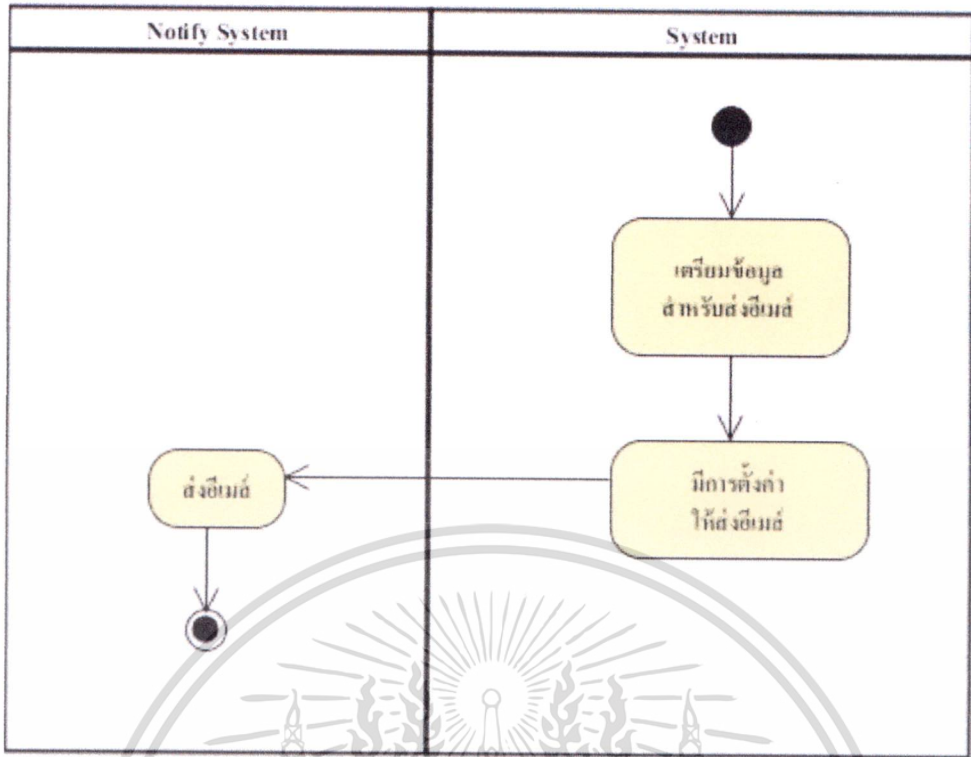 Notify System
System
เตรียมข้อมูล
สำหรับส่งอีเมล์
ส่งอีเมล์
มีการตั้งค่า
ให้ส่งอีเมล์